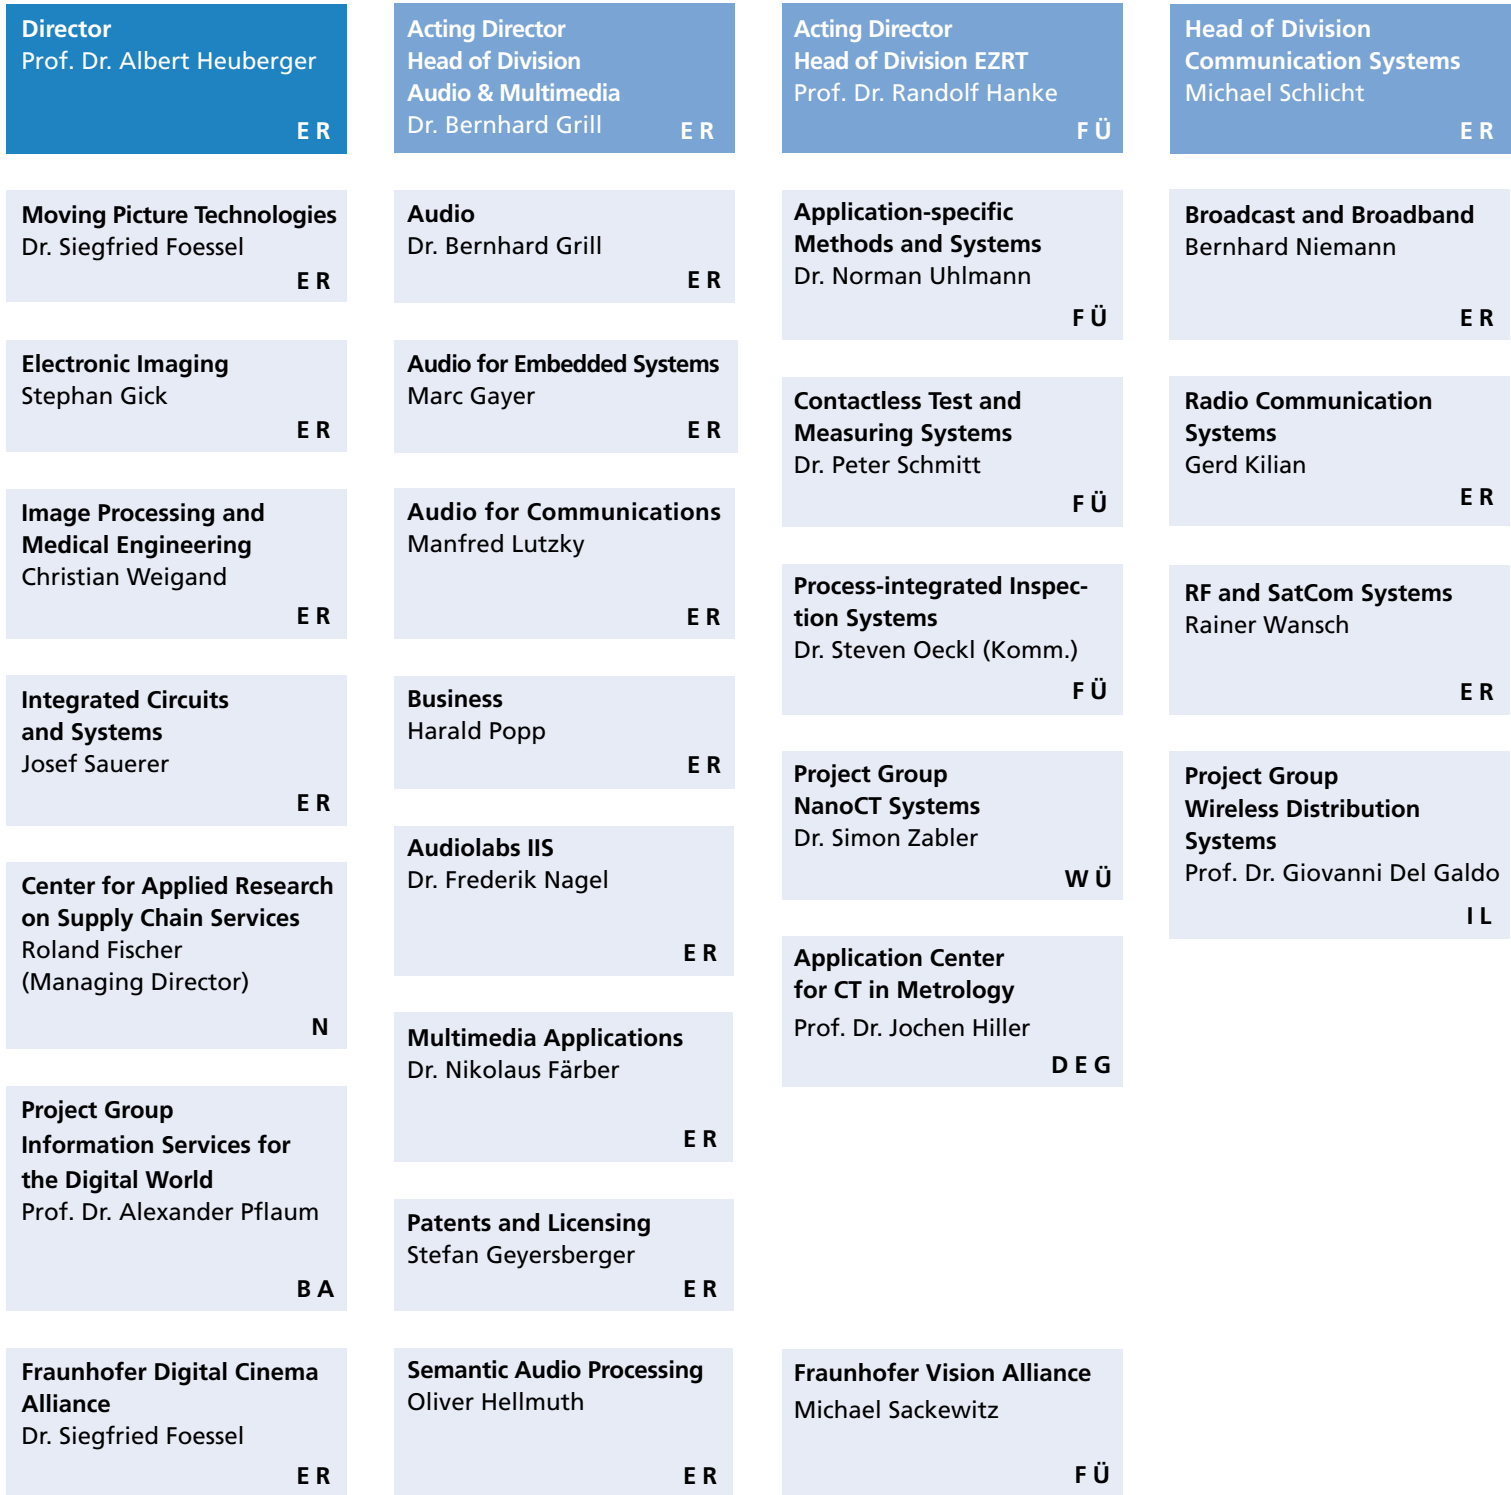 Director
Prof. Dr. Albert Heuberger
E R
Moving Picture Technologies
Dr. Siegfried Foessel
E R
Electronic Imaging
Stephan Gick
E R
Image Processing and
Medical Engineering
Christian Weigand
E R
Integrated Circuits
and Systems
Josef Sauerer
E R
Center for Applied Research
on Supply Chain Services
Roland Fischer
(Managing Director)
N
Project Group
Information Services for
the Digital World
Prof. Dr. Alexander Pflaum
B A
Fraunhofer Digital Cinema
Alliance
Dr. Siegfried Foessel
E R
Acting Director
Head of Division
Audio & Multimedia
Dr. Bernhard Grill
E R
Audio
Dr. Bernhard Grill
E R
Audio for Embedded Systems
Marc Gayer
E R
Audio for Communications
Manfred Lutzky
E R
Business
Harald Popp
E R
Audiolabs IIS
Dr. Frederik Nagel
E R
Multimedia Applications
Dr. Nikolaus Färber
E R
Patents and Licensing
Stefan Geyersberger
E R
Semantic Audio Processing
Oliver Hellmuth
E R
Acting Director
Head of Division EZRT
Prof. Dr. Randolf Hanke
F Ü
Application-specific
Methods and Systems
Dr. Norman Uhlmann
F Ü
Contactless Test and
Measuring Systems
Dr. Peter Schmitt
F Ü
Process-integrated Inspec-
tion Systems
Dr. Steven Oeckl (Komm.)
F Ü
Project Group
NanoCT Systems
Dr. Simon Zabler
W Ü
Application Center
for CT in Metrology
Prof. Dr. Jochen Hiller
D E G
Fraunhofer Vision Alliance
Michael Sackewitz
F Ü
Head of Division
Communication Systems
Michael Schlicht
E R
Broadcast and Broadband
Bernhard Niemann
E R
Radio Communication
Systems
Gerd Kilian
E R
RF and SatCom Systems
Rainer Wansch
E R
Project Group
Wireless Distribution
Systems
Prof. Dr. Giovanni Del Galdo
I L